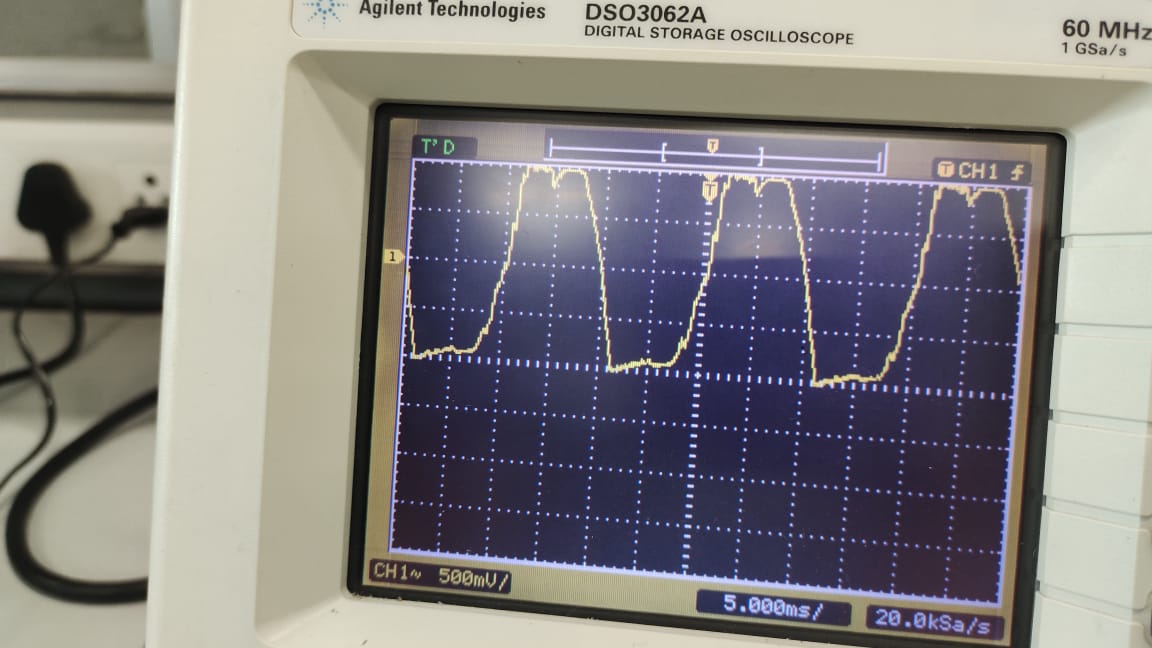 Agilent Technologies
DSO3062A
DIGITAL STORAGE OSCILLOSCOPE
60 MHz
1 GSa/s
T'D
T
T CH1
T
1
CH1~ 500mV/
5.000ms/
20.0kSa/s